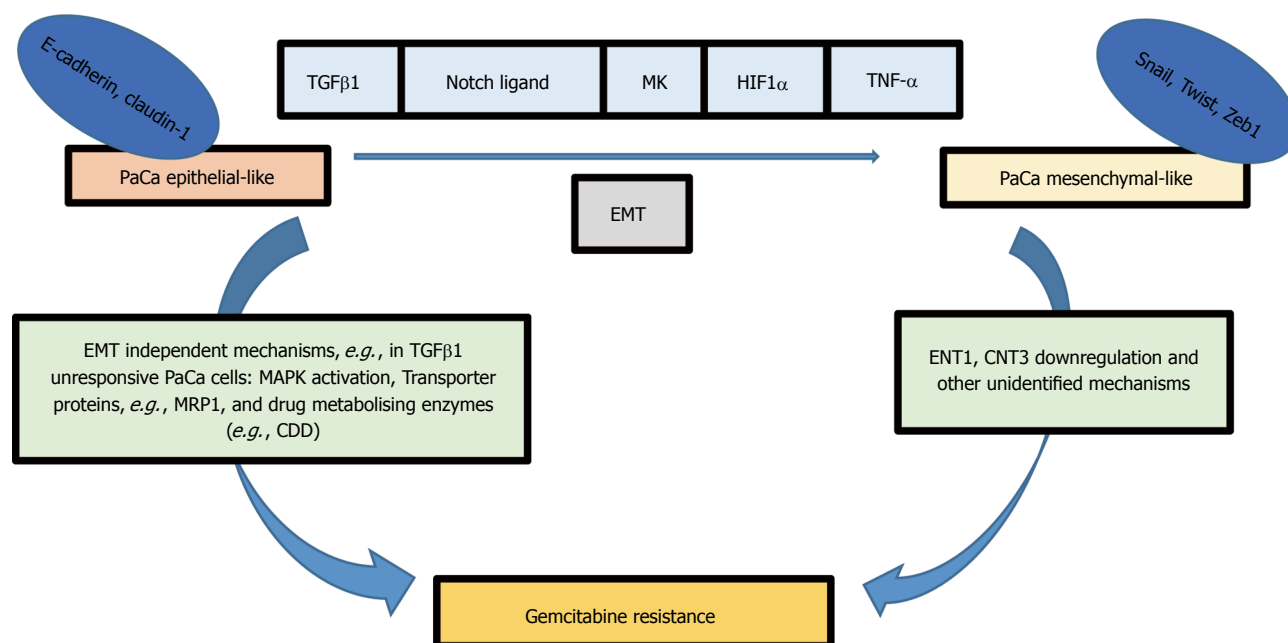 E-cadherin, claudin-1
TGFβ1
Notch ligand
MK
HIF1α
TNF-α
Snail, Twist, Zeb1
PaCa epithelial-like
PaCa mesenchymal-like
EMT
EMT independent mechanisms, e.g., in TGFβ1
unresponsive PaCa cells: MAPK activation, Transporter
proteins, e.g., MRP1, and drug metabolising enzymes
(e.g., CDD)
ENT1, CNT3 downregulation and
other unidentified mechanisms
Gemcitabine resistance